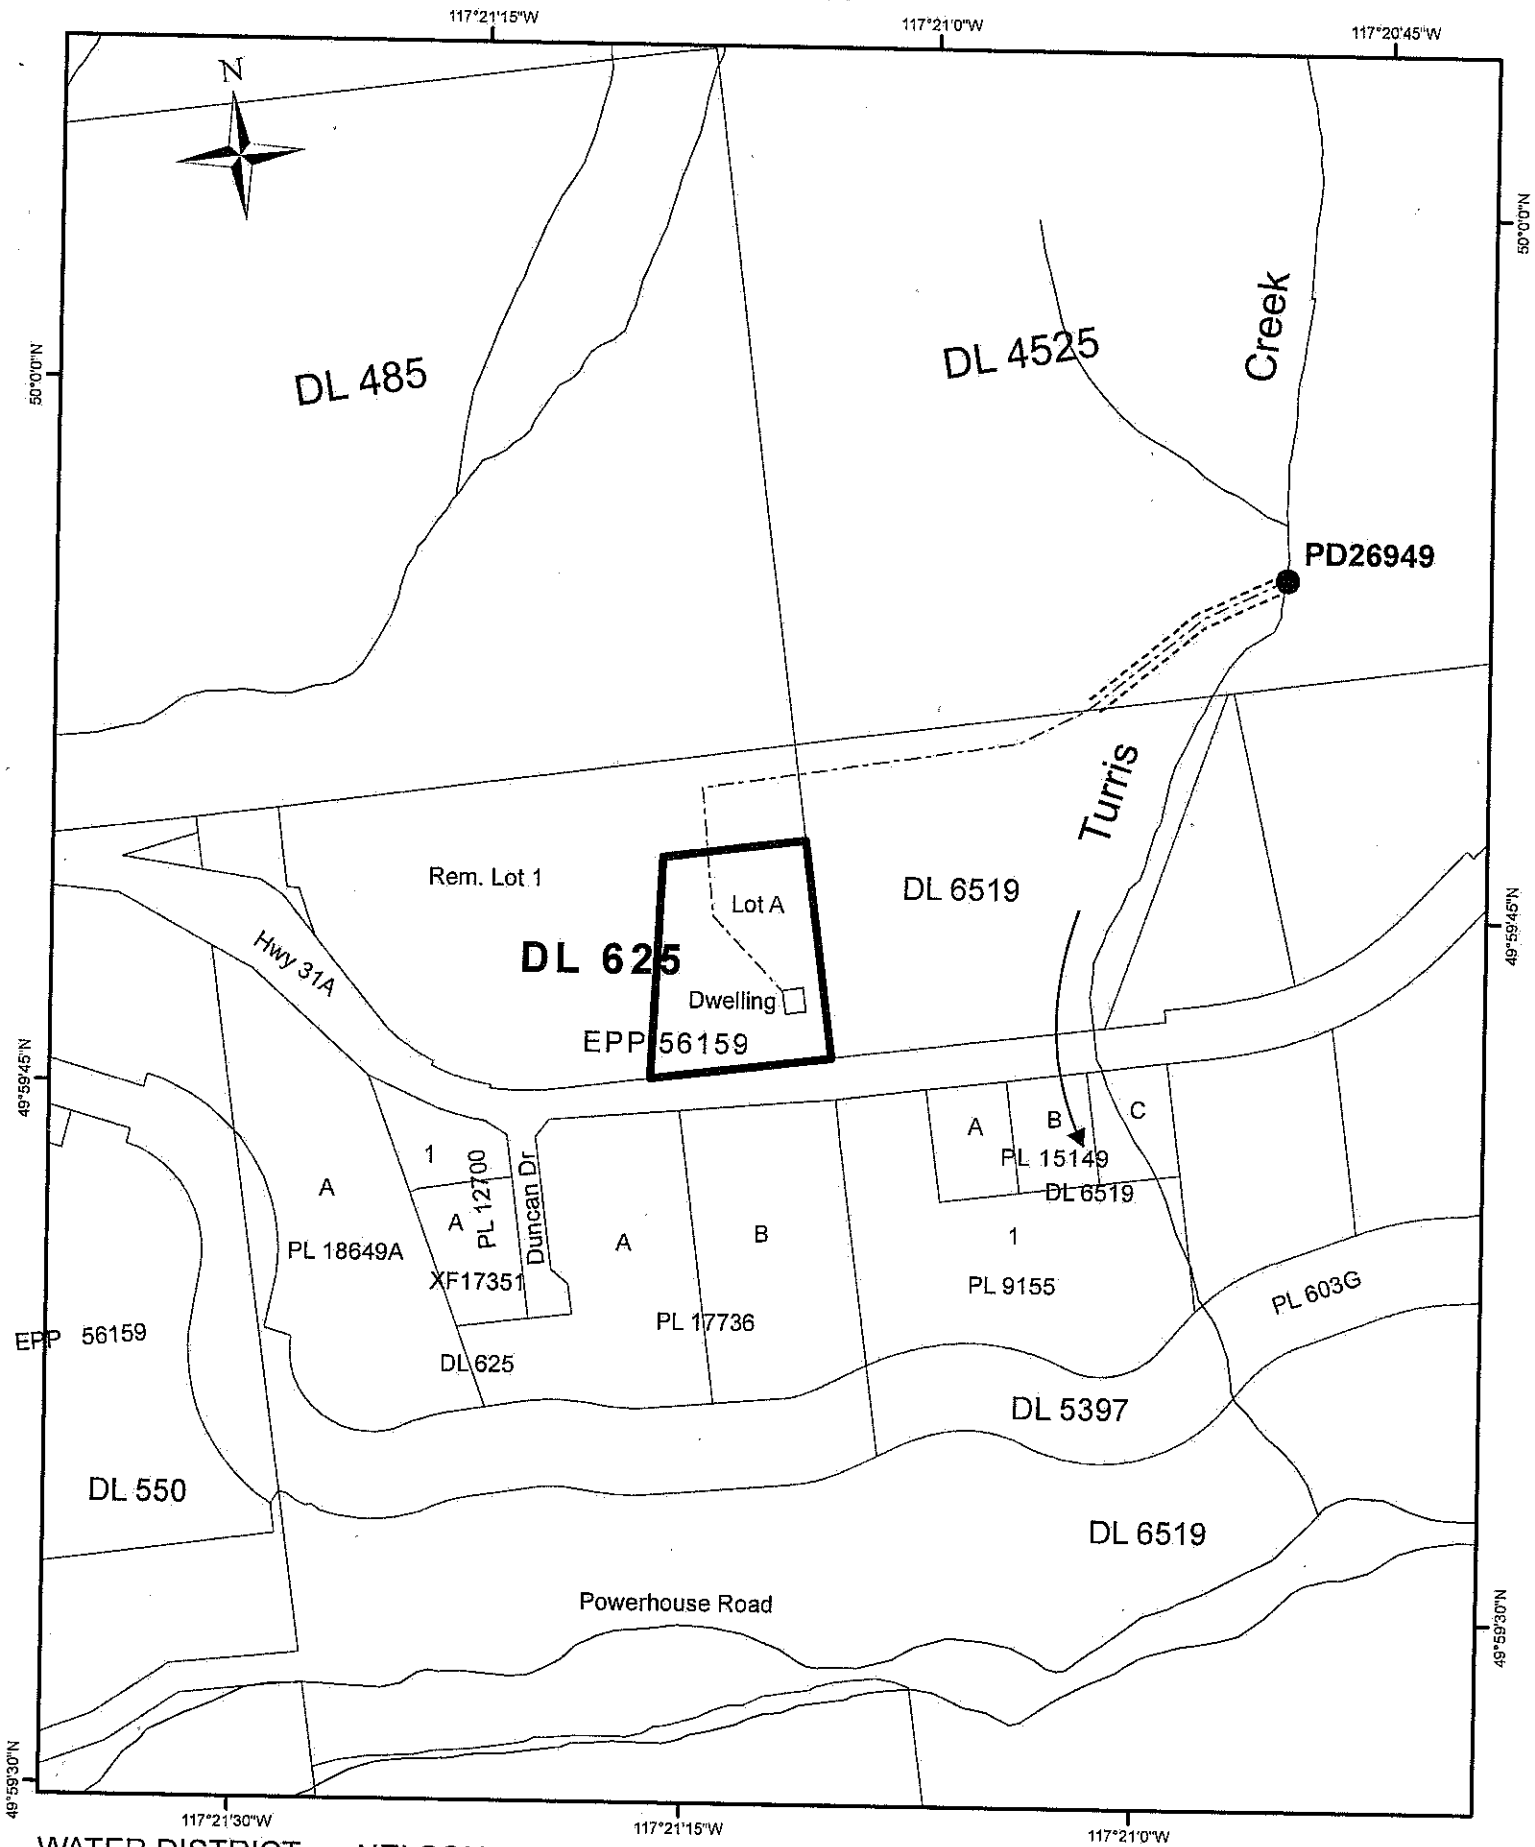 117°21'15"W
117°21'0"W
117°20'45"W
N
50°0'0"N
50°0'0"N
DL 485
DL 4525
Creek
PD26949
Turris
Rem. Lot 1
Lot A
DL 6519
DL 625
Hwy 31A
Dwelling
EPP 56159
49°59'45"N
49°59'45"N
A
B
C
PL 15149
DL 6519
1
PL 12700
Duncan Dr
A
A
A
B
1
PL 18649A
XF17351
PL 9155
PL 603G
PL 17736
EPP 56159
DL 625
DL 5397
DL 550
DL 6519
Powerhouse Road
49°59'30"N
49°59'30"N
117°21'30"W
117°21'15"W
117°21'0"W
WATER DISTRICT